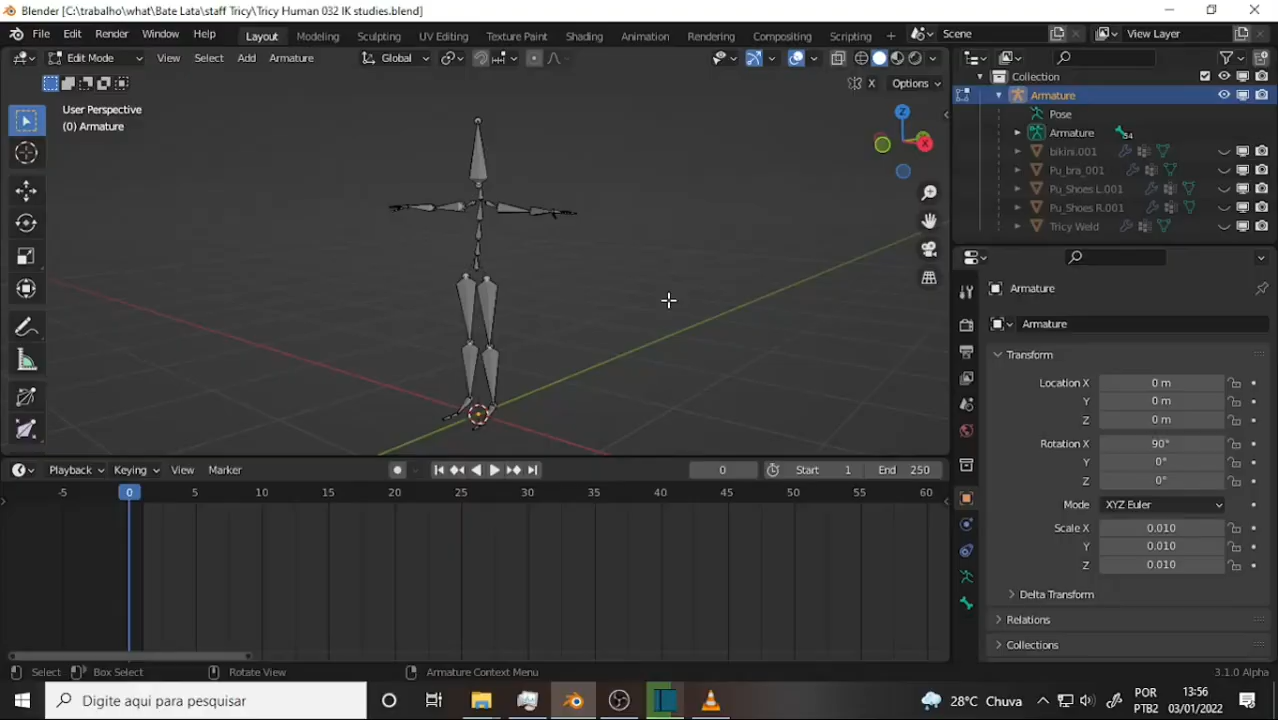 Blender [C:\trabalho\what\Bate Lata\staff Tricy\Tricy Human 032 IK studies.blend]
File Edit Render Window Help Layout Modeling Sculpting UV Editing Texture Paint Shading Animation Rendering Compositing Scripting + Scene View Layer
Edit Mode View Select Add Armature Global
X Options
User Perspective
(0) Armature
Z
X
Collection
Armature
Pose
Armature 54
bikini.001
Pu_bra_001
Pu_Shoes L.001
Pu_Shoes R.001
Tricy Weld
Armature
Armature
Transform
Location X 0 m
Y 0 m
Z 0 m
Rotation X 90°
Y 0°
Z 0°
Mode XYZ Euler
Scale X 0.010
Y 0.010
Z 0.010
Delta Transform
Relations
Collections
Playback Keying View Marker 0 Start 1 End 250
-5 0 5 10 15 20 25 30 35 40 45 50 55 60
Select Box Select Rotate View Armature Context Menu 3.1.0 Alpha
Digite aqui para pesquisar
28°C Chuva
POR
PTB2
13:56
03/01/2022